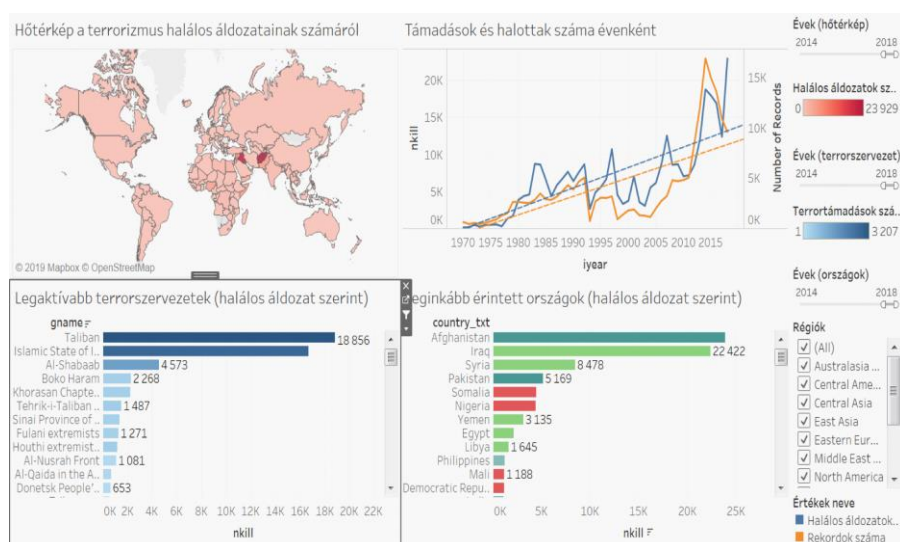 Hőtérkép a terrorizmus halálos áldozatainak számáról
© 2019 Mapbox © OpenStreetMap
Támadások és halottak száma évenként
nkill
20K
15K
10K
5K
0K
15K
10K
5K
0K
Number of Records
1970 1975 1980 1985 1990 1995 2000 2005 2010 2015
iyear
Évek (hőtérkép)
2014 2018
Halálos áldozatok sz..
0 23 929
Évek (terrorszervezet)
2014 2018
Terrortámadások szá..
1 3 207
Évek (országok)
2014 2018
Régiók
(All)
Australasia ...
Central Ame...
Central Asia
East Asia
Eastern Eur...
Middle East ...
North America
Értékek neve
Halálos áldozatok..
Rekordok száma
Legaktívabb terrorszervezetek (halálos áldozat szerint)
gname
Taliban 18 856
Islamic State of I..
Al-Shabaab 4 573
Boko Haram 2 268
Khorasan Chapte..
Tehrik-i-Taliban .. 1 487
Sinai Province of ..
Fulani extremists 1 271
Houthi extremist..
Al-Nusrah Front 1 081
Al-Qaida in the A..
Donetsk People'.. 653
0K 2K 4K 6K 8K 10K 12K 14K 16K 18K 20K 22K
nkill
eginkább érintett országok (halálos áldozat szerint)
country_txt
Afghanistan
Iraq 22 422
Syria 8 478
Pakistan 5 169
Somalia
Nigeria
Yemen 3 135
Egypt
Libya 1 645
Philippines
Mali 1 188
Democratic Repu..
0K 5K 10K 15K 20K 25K
nkill